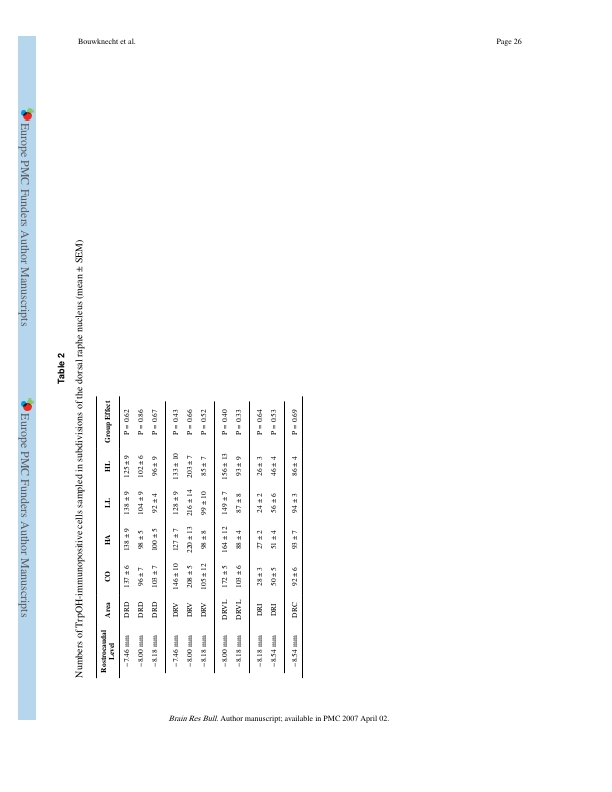 Bouwknecht et al.
Page 26
Europe PMC Funders Author Manuscripts
Europe PMC Funders Author Manuscripts
Table 2
Numbers of TrpOH-immunopositive cells sampled in subdivisions of the dorsal raphe nucleus (mean ± SEM)
Rostrocaudal Level Area CO HA LL HL Group Effect
−7.46 mm DRD 137 ± 6 138 ± 9 138 ± 9 125 ± 9 P = 0.62
−8.00 mm DRD 96 ± 7 98 ± 5 104 ± 9 102 ± 6 P = 0.86
−8.18 mm DRD 103 ± 7 100 ± 5 92 ± 4 96 ± 9 P = 0.67
−7.46 mm DRV 146 ± 10 127 ± 7 128 ± 9 133 ± 10 P = 0.43
−8.00 mm DRV 208 ± 5 220 ± 13 216 ± 14 203 ± 7 P = 0.66
−8.18 mm DRV 105 ± 12 98 ± 8 99 ± 10 85 ± 7 P = 0.52
−8.00 mm DRVL 172 ± 5 164 ± 12 149 ± 7 156 ± 13 P = 0.40
−8.18 mm DRVL 103 ± 6 88 ± 4 87 ± 8 93 ± 9 P = 0.33
−8.18 mm DRI 28 ± 3 27 ± 2 24 ± 2 26 ± 3 P = 0.64
−8.54 mm DRI 50 ± 5 51 ± 4 56 ± 6 46 ± 4 P = 0.53
−8.54 mm DRC 92 ± 6 93 ± 7 94 ± 3 86 ± 4 P = 0.69
Brain Res Bull. Author manuscript; available in PMC 2007 April 02.